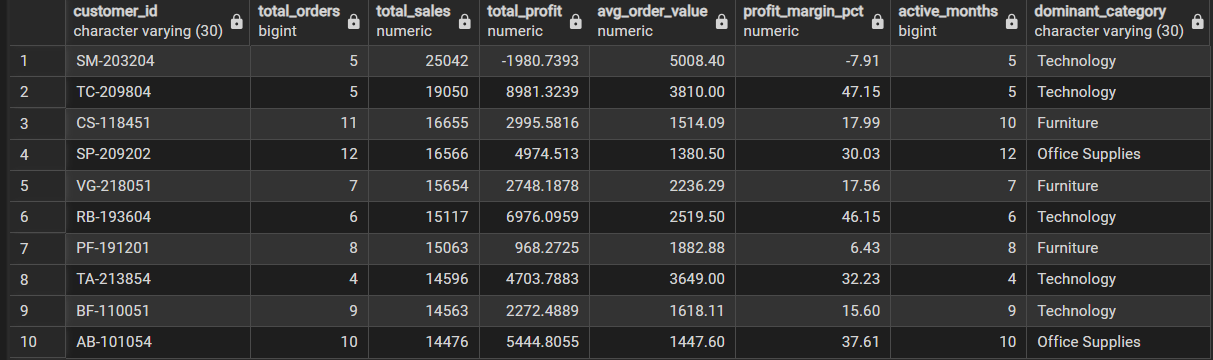 customer_id total_orders total_sales total_profit avg_order_value profit_margin_pct active_months dominant_category
character varying (30) bigint numeric numeric numeric numeric bigint character varying (30)
1 SM-203204 5 25042 -1980.7393 5008.40 -7.91 5 Technology
2 TC-209804 5 19050 8981.3239 3810.00 47.15 5 Technology
3 CS-118451 11 16655 2995.5816 1514.09 17.99 10 Furniture
4 SP-209202 12 16566 4974.513 1380.50 30.03 12 Office Supplies
5 VG-218051 7 15654 2748.1878 2236.29 17.56 7 Furniture
6 RB-193604 6 15117 6976.0959 2519.50 46.15 6 Technology
7 PF-191201 8 15063 968.2725 1882.88 6.43 8 Furniture
8 TA-213854 4 14596 4703.7883 3649.00 32.23 4 Technology
9 BF-110051 9 14563 2272.4889 1618.11 15.60 9 Technology
10 AB-101054 10 14476 5444.8055 1447.60 37.61 10 Office Supplies